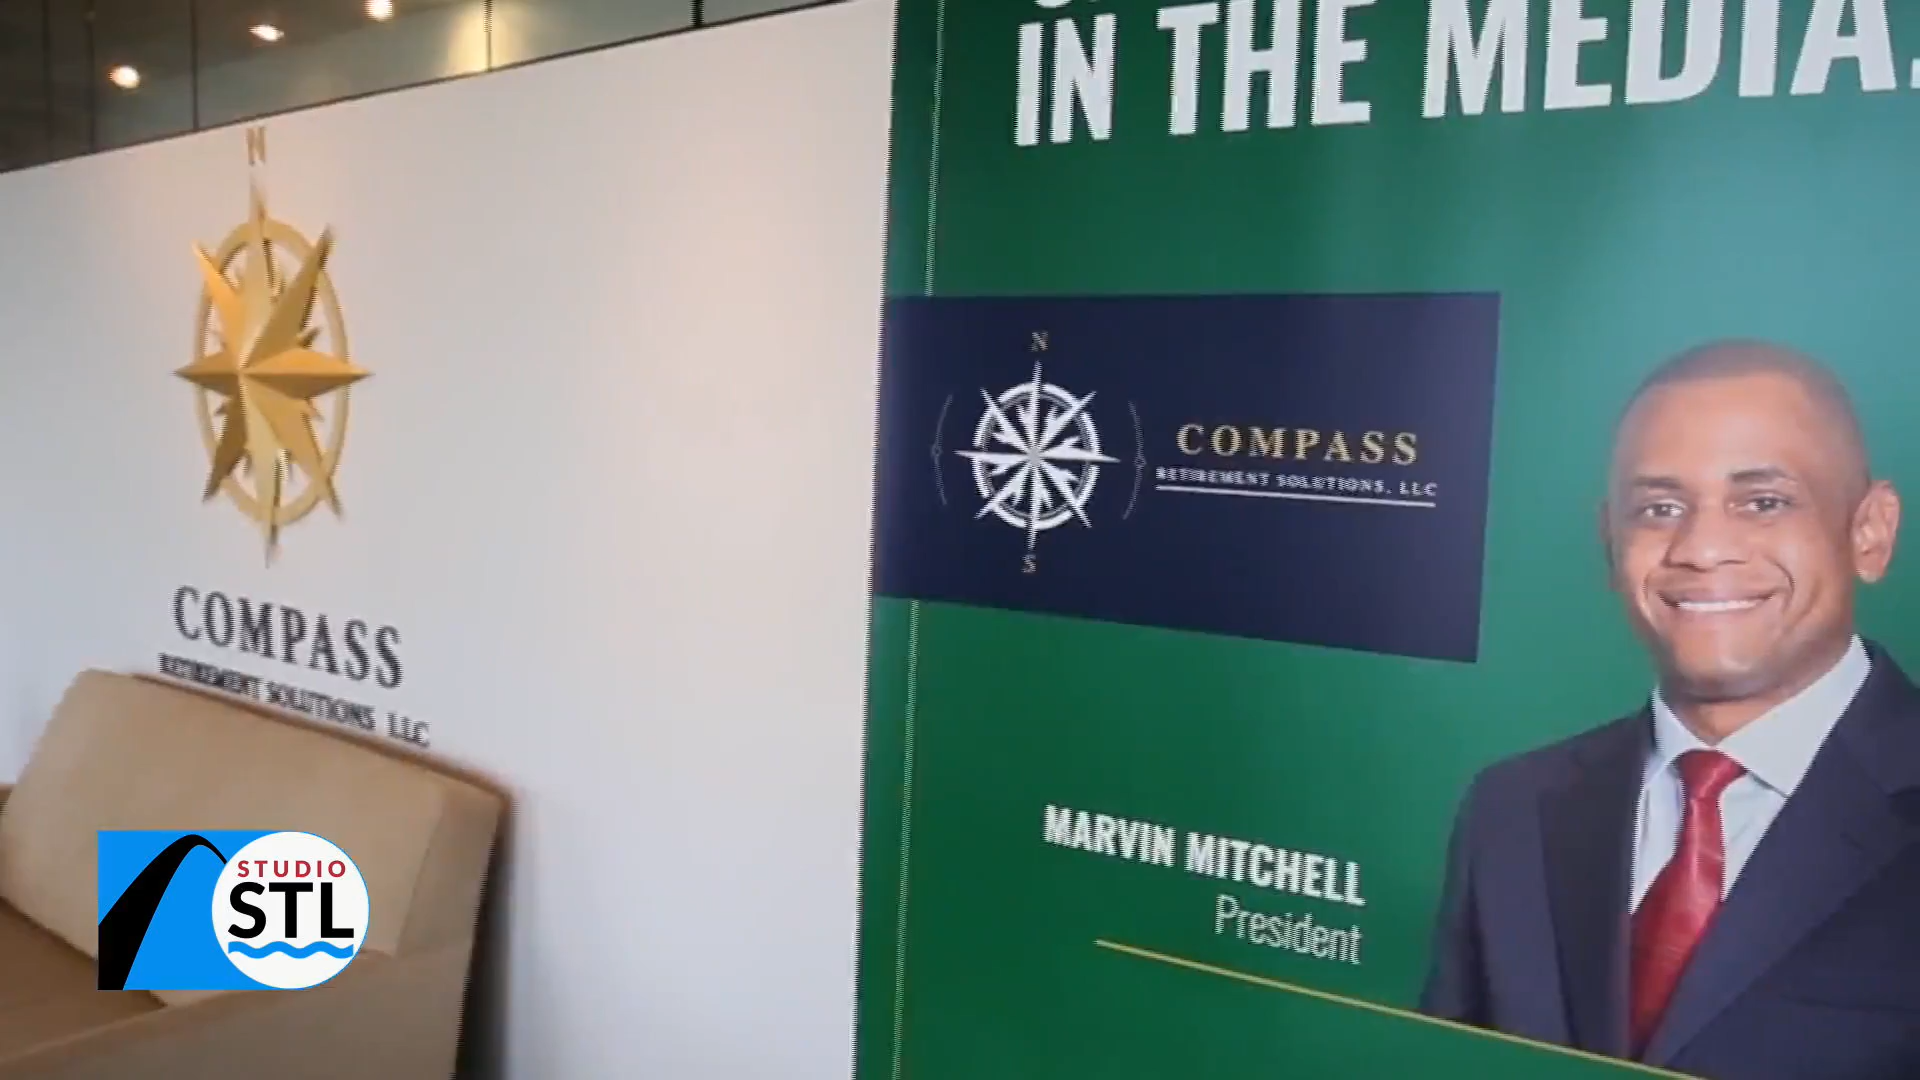 N
COMPASS
RETIREMENT SOLUTIONS, LLC
IN THE MEDIA.
N
S
COMPASS
RETIREMENT SOLUTIONS, LLC
MARVIN MITCHELL
President
STUDIO
STL